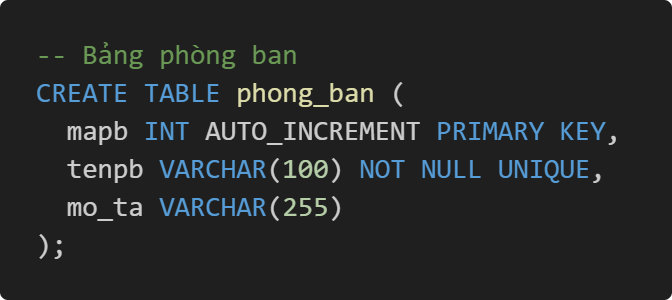 -- Bảng phòng ban
CREATE TABLE phong_ban (
  mapb INT AUTO_INCREMENT PRIMARY KEY,
  tenpb VARCHAR(100) NOT NULL UNIQUE,
  mo_ta VARCHAR(255)
);